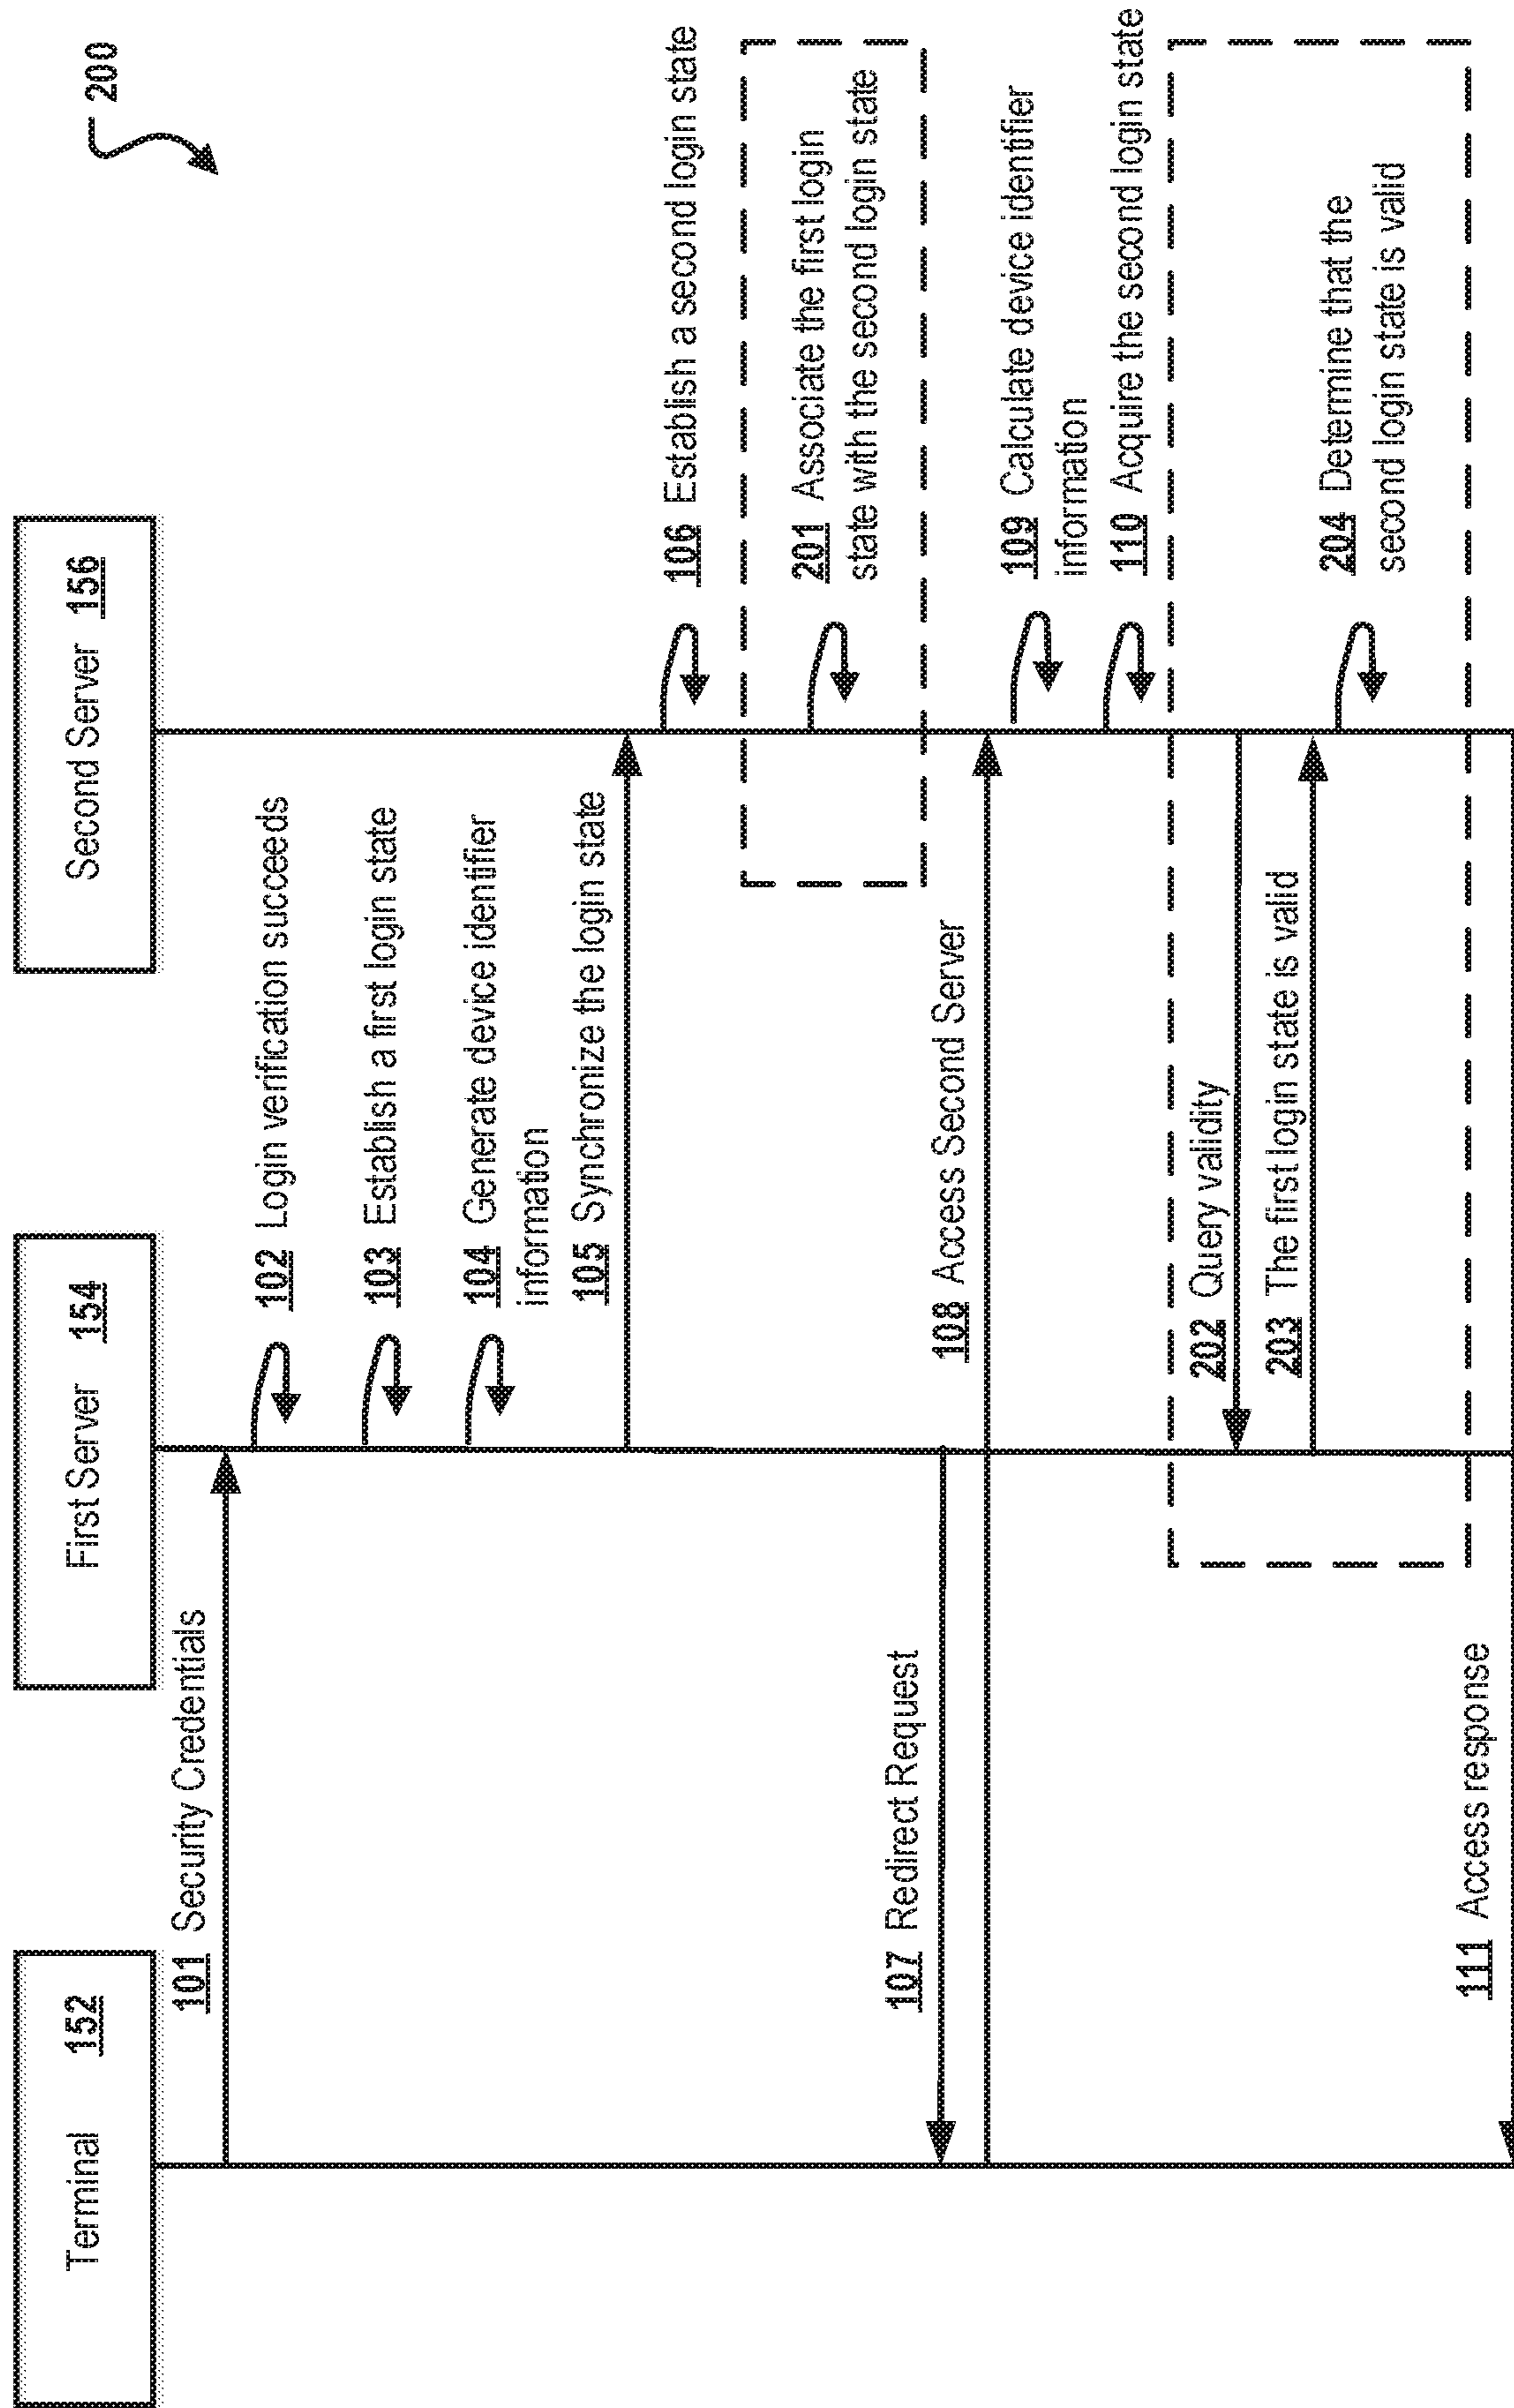 200
Terminal 152
First Server 154
Second Server 156
101 Security Credentials
102 Login verification succeeds
103 Establish a first login state
104 Generate device identifier
information
105 Synchronize the login state
106 Establish a second login state
201 Associate the first login
state with the second login state
107 Redirect Request
108 Access Second Server
109 Calculate device identifier
information
110 Acquire the second login state
202 Query validity
203 The first login state is valid
204 Determine that the
second login state is valid
111 Access response